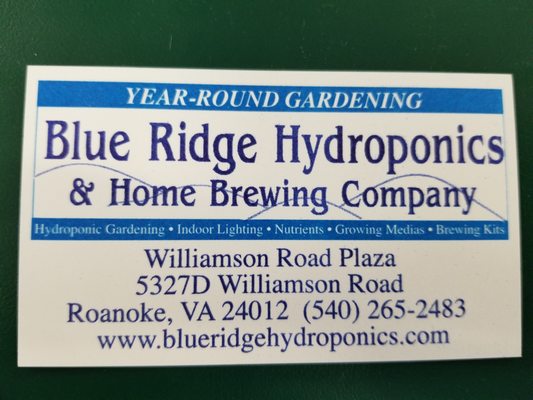 YEAR-ROUND GARDENING
Blue Ridge Hydroponics
& Home Brewing Company
Hydroponic Gardening • Indoor Lighting • Nutrients • Growing Medias • Brewing Kits
Williamson Road Plaza
5327D Williamson Road
Roanoke, VA 24012 (540) 265-2483
www.blueridgehydroponics.com